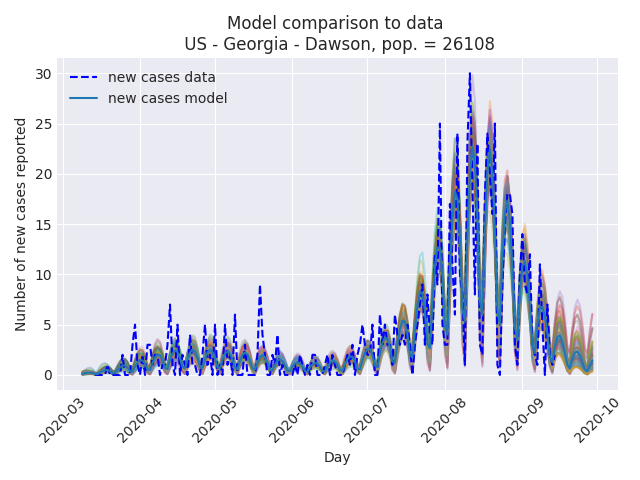 Model comparison to data
US - Georgia - Dawson, pop. = 26108
new cases data
new cases model
Number of new cases reported
30
25
20
15
10
5
0
2020-03
2020-04
2020-05
2020-06
2020-07
2020-08
2020-09
2020-10
Day